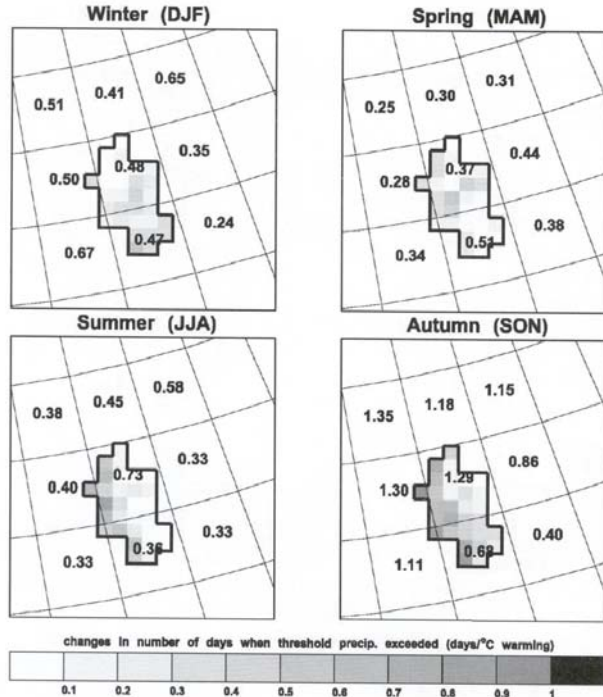 Winter (DJF)
Spring (MAM)
0.51 0.41 0.65
0.50 0.48 0.35
0.67 0.47 0.24
0.25 0.30 0.31
0.28 0.37 0.44
0.34 0.51 0.38
Summer (JJA)
Autumn (SON)
0.38 0.45 0.58
0.40 0.73 0.33
0.33 0.36 0.33
1.35 1.18 1.15
1.30 1.29 0.86
1.11 0.68 0.40
changes in number of days when threshold precip. exceeded (days/°C warming)
0.1 0.2 0.3 0.4 0.5 0.6 0.7 0.8 0.9 1